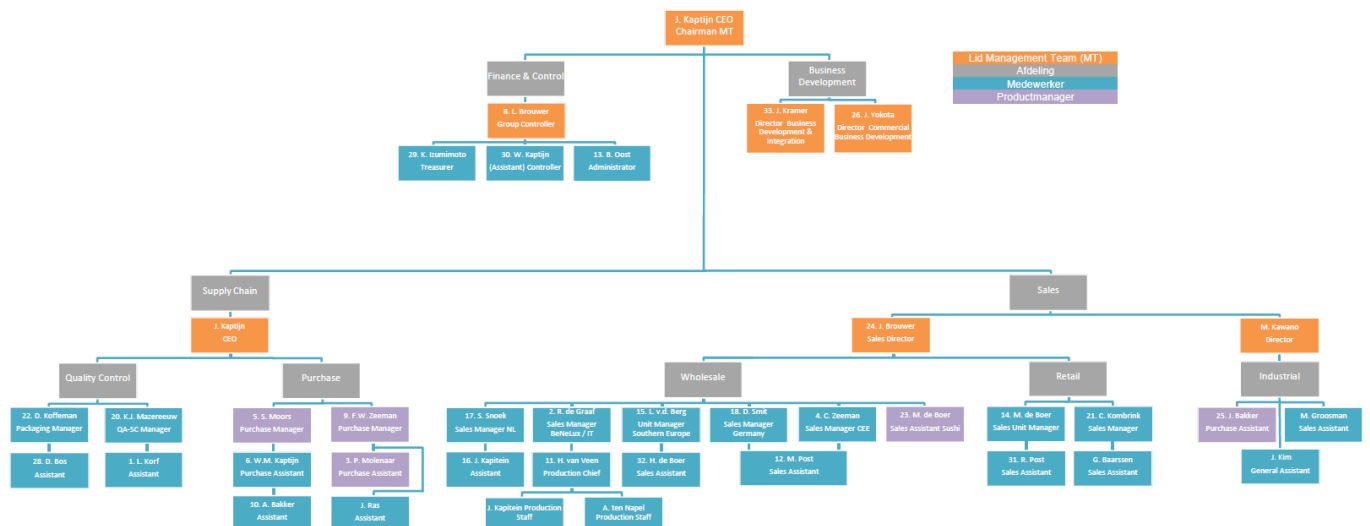 J. Kaptijn CEO
Chairman MT
Lid Management Team (MT)
Afdeling
Medewerker
Productmanager
Finance & Control
Business
Development
8. L. Brouwer
Group Controller
33. J. Kramer
Director Business
Development &
Integration
26. J. Yokota
Director Commercial
Business Development
29. K. Izumimoto
Treasurer
30. W. Kaptijn
(Assistant) Controller
13. B. Oost
Administrator
Supply Chain
Sales
J. Kaptijn
CEO
24. J. Brouwer
Sales Director
M. Kawano
Director
Quality Control
Purchase
Wholesale
Retail
Industrial
22. D. Koffeman
Packaging Manager
20. K.J. Mazereeuw
QA-SC Manager
5. S. Moors
Purchase Manager
9. F.W. Zeeman
Purchase Manager
17. S. Snoek
Sales Manager NL
2. R. de Graaf
Sales Manager
BeNeLux / IT
15. L. v.d. Berg
Unit Manager
Southern Europe
18. D. Smit
Sales Manager
Germany
4. C. Zeeman
Sales Manager CEE
23. M. de Boer
Sales Assistant Sushi
14. M. de Boer
Sales Unit Manager
21. C. Kombrink
Sales Manager
25. J. Bakker
Purchase Assistant
M. Groosman
Sales Assistant
28. D. Bos
Assistant
1. L. Korf
Assistant
6. W.M. Kaptijn
Purchase Assistant
3. P. Molenaar
Purchase Assistant
16. J. Kapitein
Assistant
11. H. van Veen
Production Chief
32. H. de Boer
Sales Assistant
12. M. Post
Sales Assistant
31. R. Post
Sales Assistant
G. Baarssen
Sales Assistant
J. Kim
General Assistant
10. A. Bakker
Assistant
J. Ras
Assistant
J. Kapitein Production
Staff
A. ten Napel
Production Staff